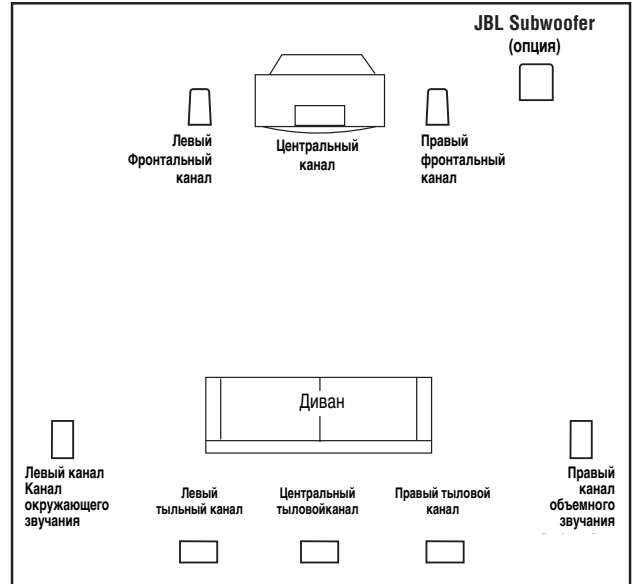 JBL Subwoofer
(опция)
Левый
Фронтальный
канал
Центральный
канал
Правый
фронтальный
канал
Диван
Левый канал
Канал
окружающего
звучания
Левый
тыльный канал
Центральный
тыловойканал
Правый тыловой
канал
Правый
канал
объемного
звучания